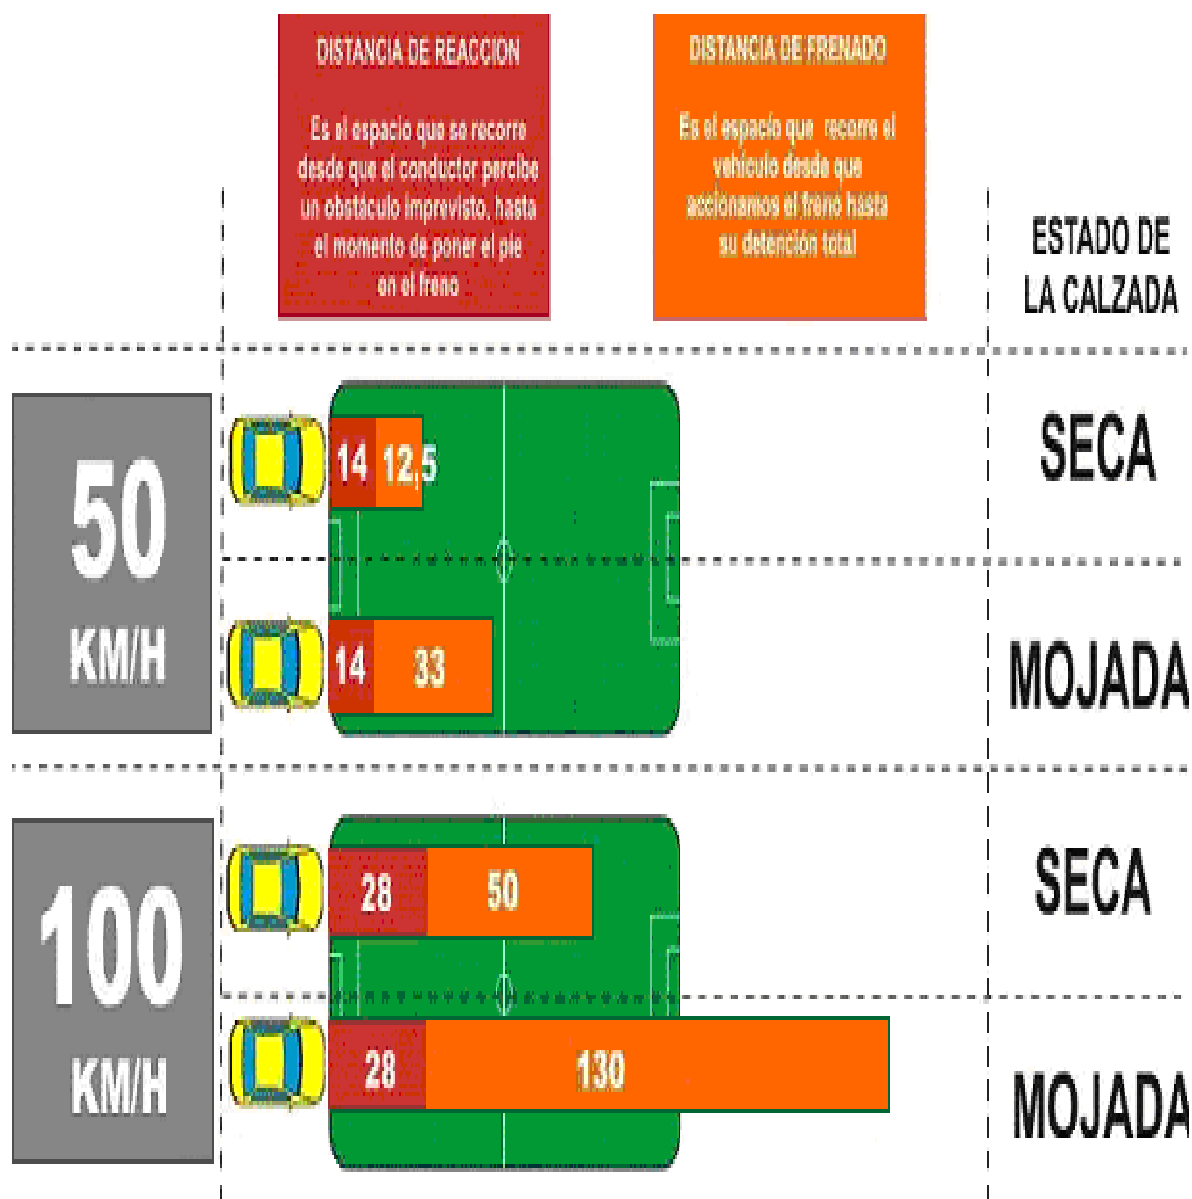 DISTANCIA DE REACCION
Es el espacio que se recorre
desde que el conductor percibe
un obstáculo imprevisto, hasta
el momento de poner el pie
en el freno
DISTANCIA DE FRENADO
Es el espacio que recorre el
vehículo desde que
accionamos el freno hasta
su detención total
ESTADO DE
LA CALZADA
50
KM/H
14 12,5
SECA
14 33
MOJADA
100
KM/H
28 50
SECA
28 130
MOJADA